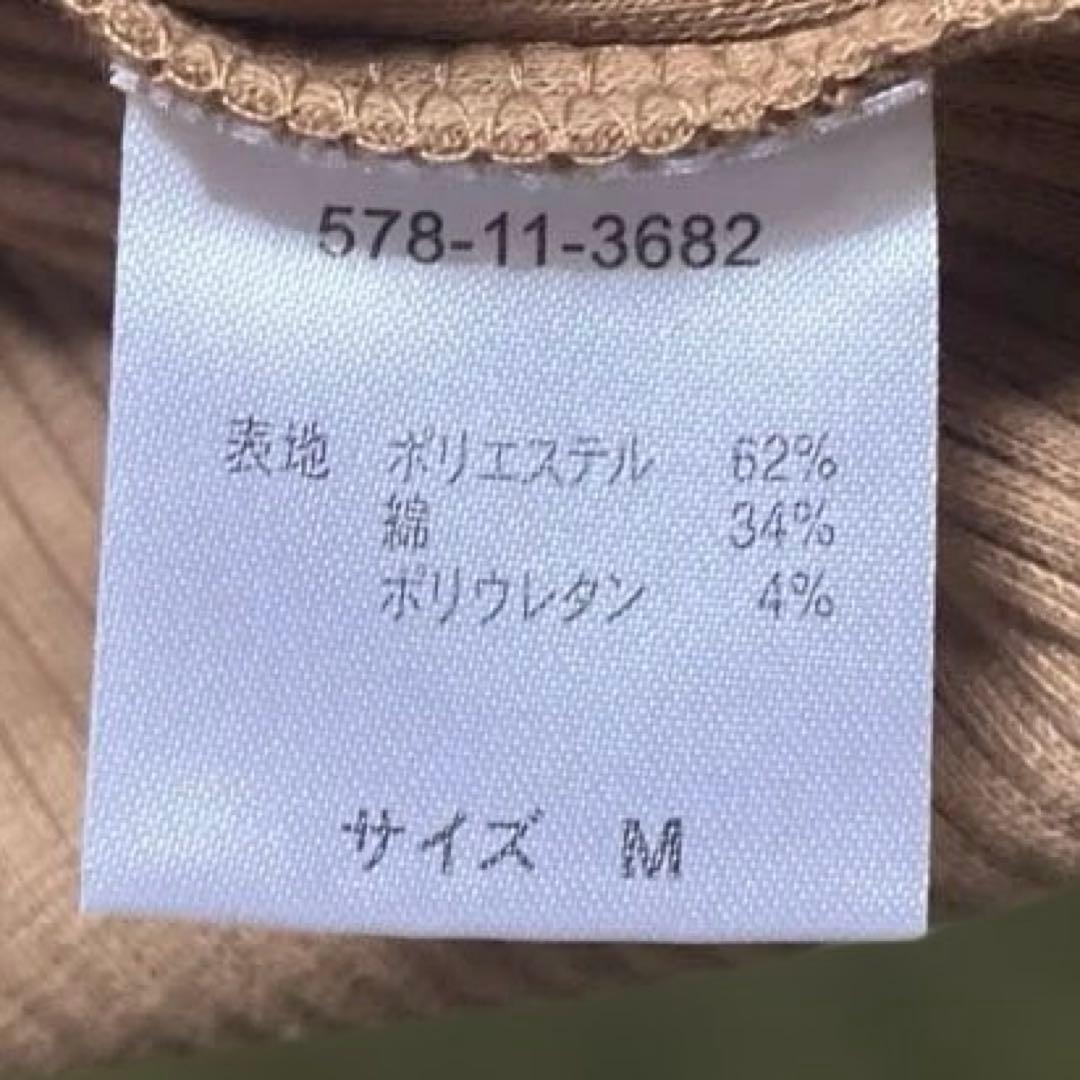 578-11-3682
表地 ポリエステル 62%
綿 34%
ポリウレタン 4%
サイズ M